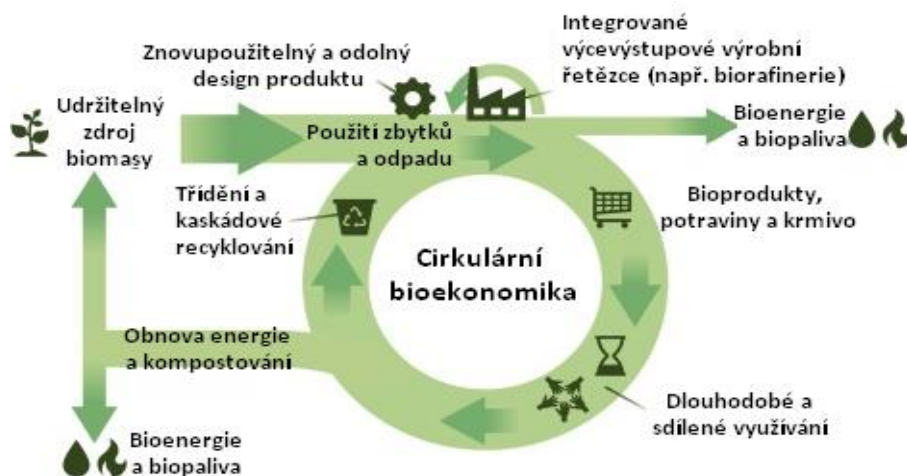 Znovupoužitelný a odolný
design produktu
Integrované
výcevýstupové výrobní
řetězce (např. biorafinerie)
Udržitelný
zdroj
biomasy
Použití zbytků
a odpadu
Bioenergie
a biopaliva
Třídění a
kaskádové
recyklování
Bioprodukty,
potraviny a krmivo
Cirkulární
bioekonomika
Obnova energie
a kompostování
Dlouhodobé a
sdílené využívání
Bioenergie
a biopaliva